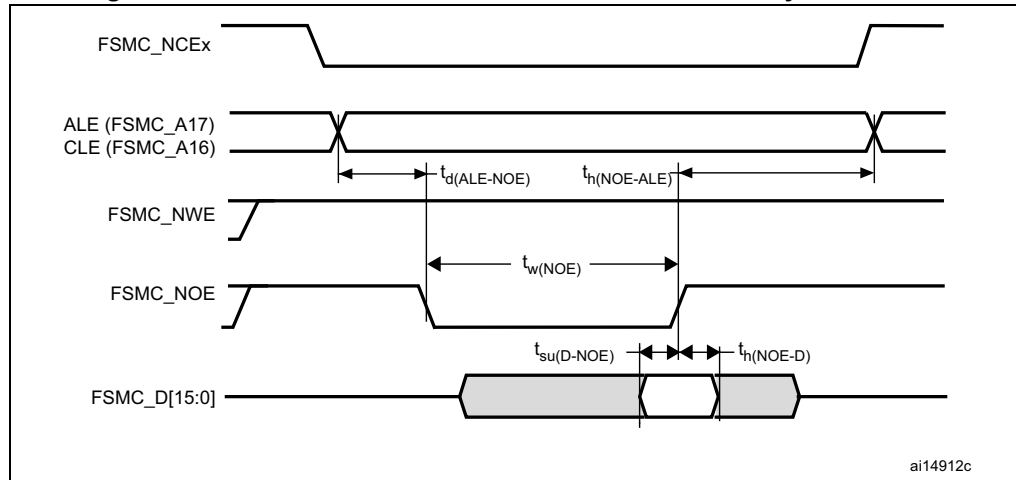 FSMC_NCEx
ALE (FSMC_A17)
CLE (FSMC_A16)
td(ALE-NOE) th(NOE-ALE)
FSMC_NWE
tw(NOE)
FSMC_NOE
tsu(D-NOE) th(NOE-D)
FSMC_D[15:0]
ai14912c